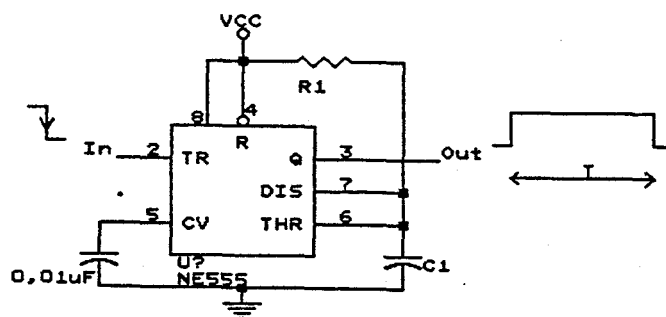 VCC
R1
8
4
In
2
TR
R
Q
3
Out
T
DIS
7
5
CV
THR
6
0,01uF
U?
NE555
C1